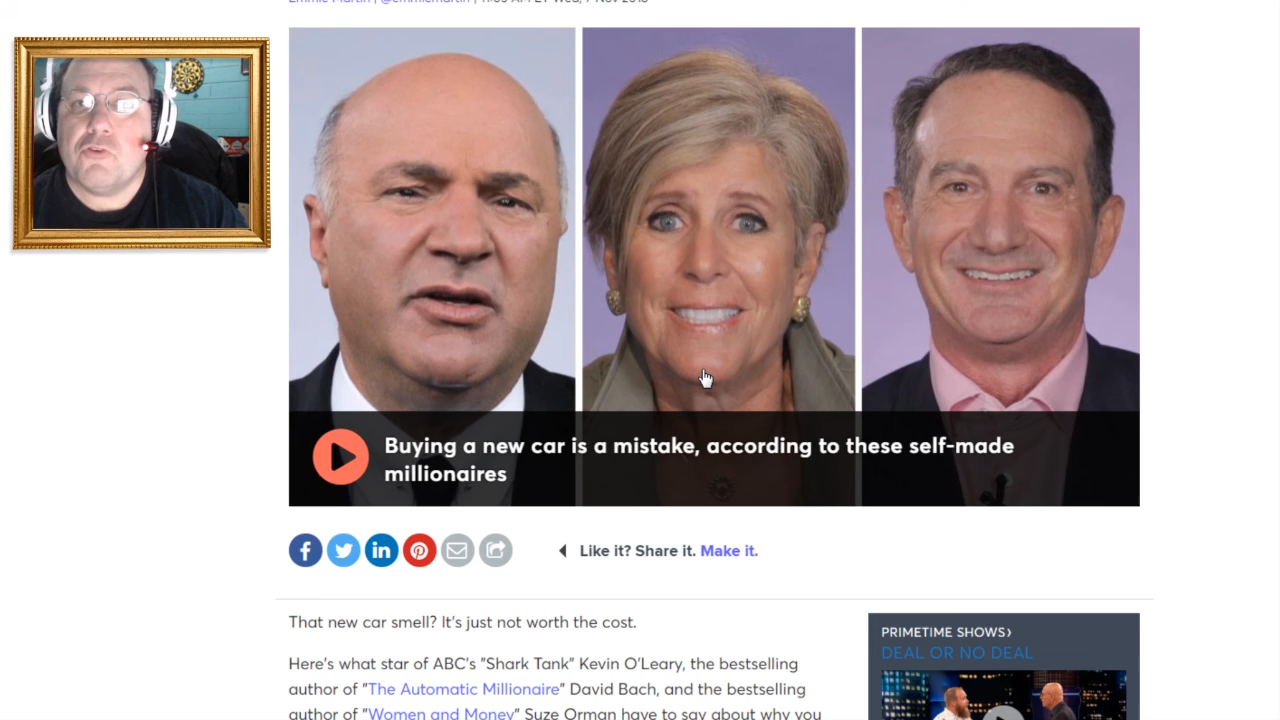 Emmie Martin | @emmiemartin | 11:05 AM ET Wed, 7 Nov 2018
Buying a new car is a mistake, according to these self-made
millionaires
Like it? Share it. Make it.
That new car smell? It's just not worth the cost.
Here's what star of ABC's "Shark Tank" Kevin O'Leary, the bestselling
author of "The Automatic Millionaire" David Bach, and the bestselling
author of "Women and Money" Suze Orman have to say about why you
PRIMETIME SHOWS›
DEAL OR NO DEAL